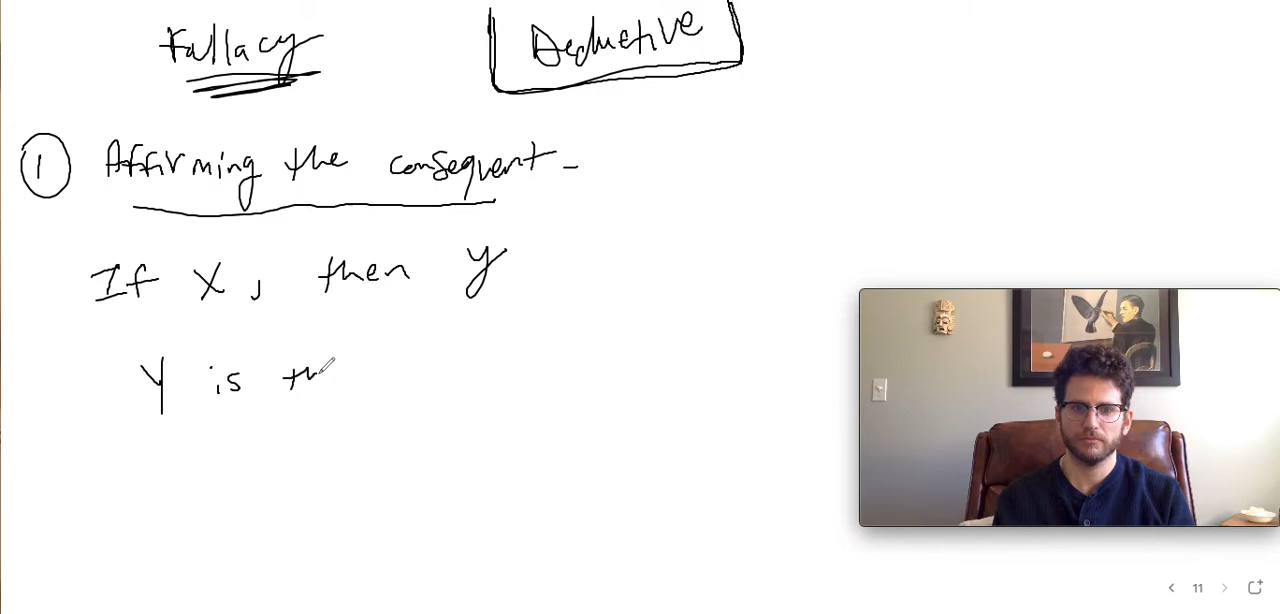 Fallacy Deductive
① Affirming the consequent -
If X, then Y
Y is
11